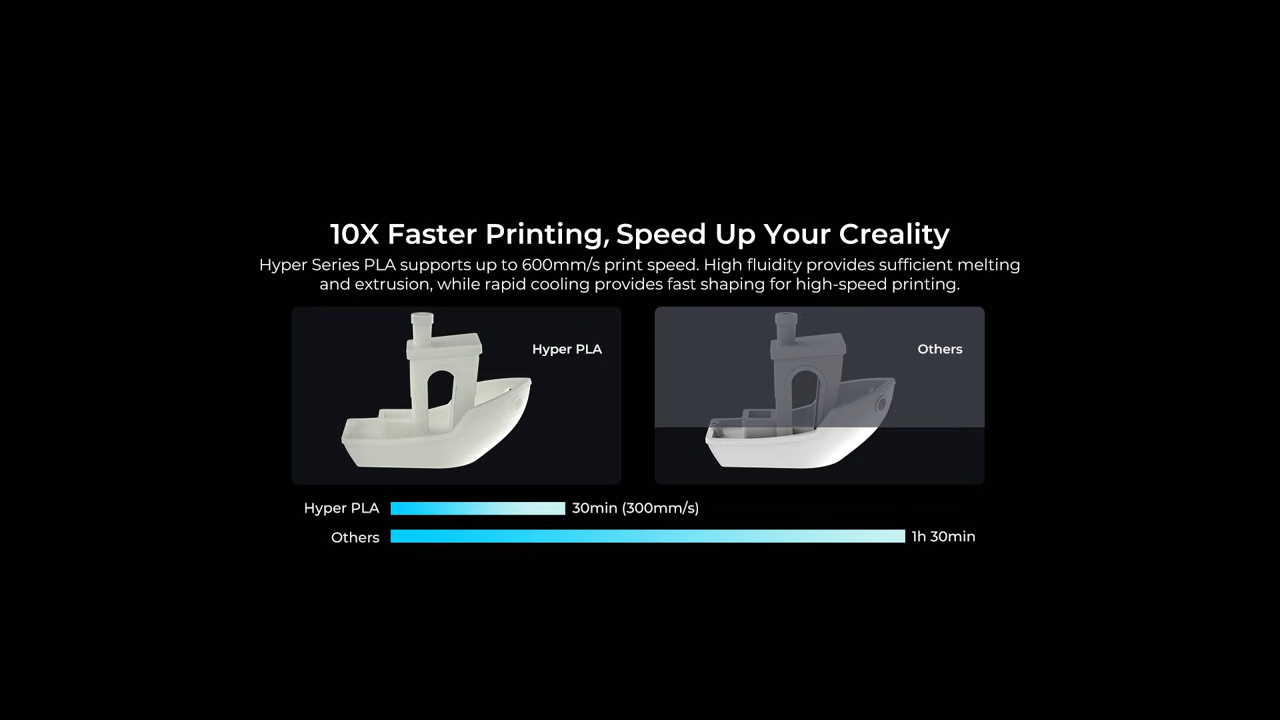 10X Faster Printing, Speed Up Your Creality
Hyper Series PLA supports up to 600mm/s print speed. High fluidity provides sufficient melting
and extrusion, while rapid cooling provides fast shaping for high-speed printing.
Hyper PLA
Others
Hyper PLA 30min (300mm/s)
Others 1h 30min